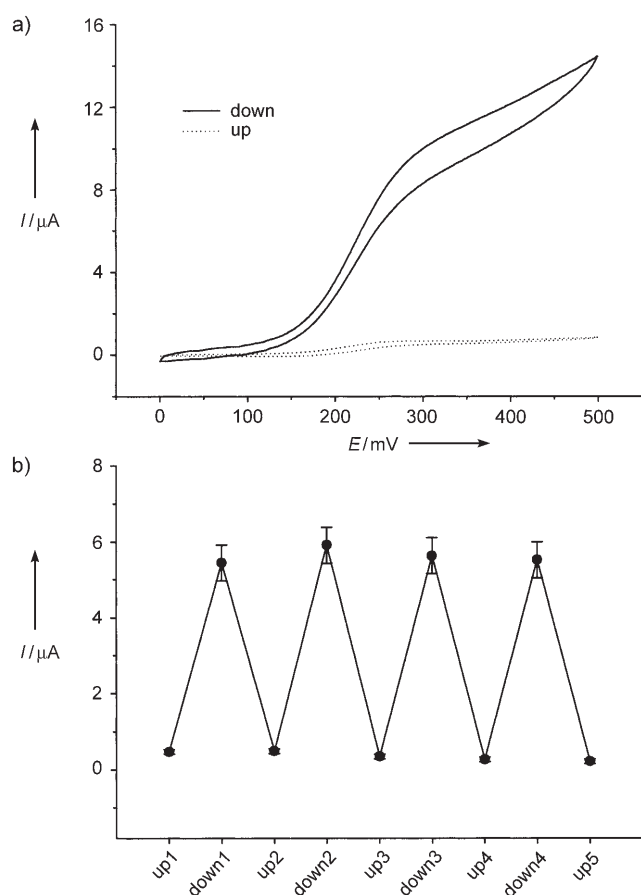 a)
16
12
8
4
0
I/µA
down
up
0
100
200
300
400
500
E/mV
b)
8
6
4
2
0
I/µA
up1
down1
up2
down2
up3
down3
up4
down4
up5